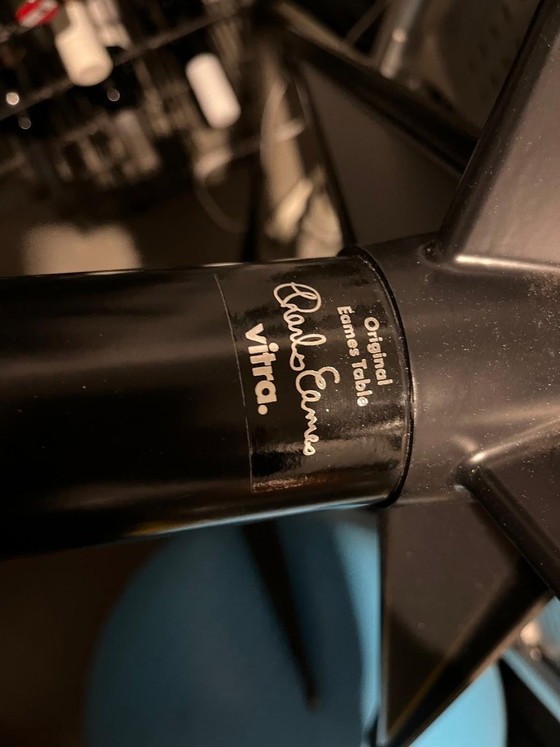 Original
Eames Table
Charles Eames
vitra.